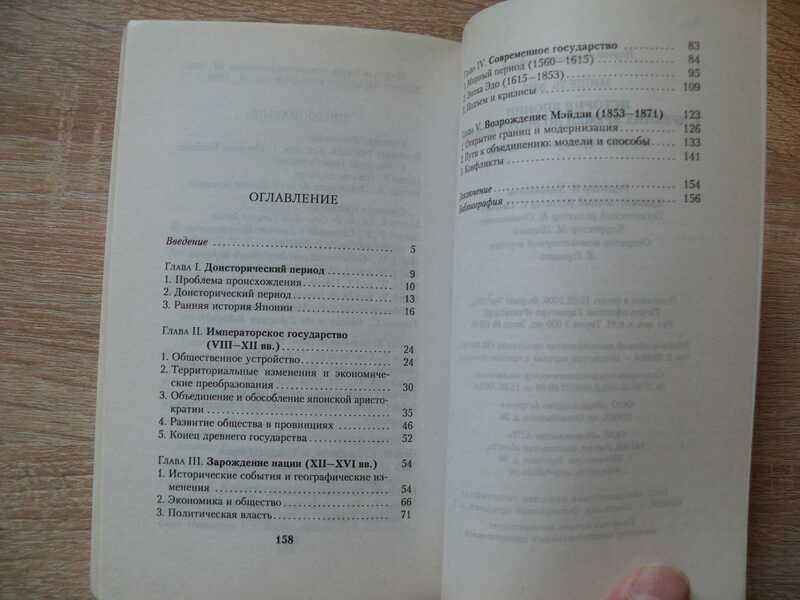 ОГЛАВЛЕНИЕ
Введение 5
Глава I. Доисторический период 9
1. Проблема происхождения 10
2. Доисторический период 13
3. Ранняя история Японии 16
Глава II. Императорское государство
(VIII—XII вв.) 24
1. Общественное устройство 24
2. Территориальные изменения и экономиче-
ские преобразования 30
3. Объединение и обособление японской аристо-
кратии 35
4. Развитие общества в провинциях 46
5. Конец древнего государства 52
Глава III. Зарождение нации (XII—XVI вв.) 54
1. Исторические события и географические из-
менения 54
2. Экономика и общество 66
3. Политическая власть 71
158
Глава IV. Современное государство 83
1. Мирный период (1560—1615) 84
2. Эпоха Эдо (1615—1853) 95
3. Подъем и кризисы 109
Глава V. Возрождение Мэйдзи (1853—1871) 123
1. Открытие границ и модернизация 126
2. Пути к объединению: модели и способы 133
3. Конфликты 141
Заключение 154
Библиография 156